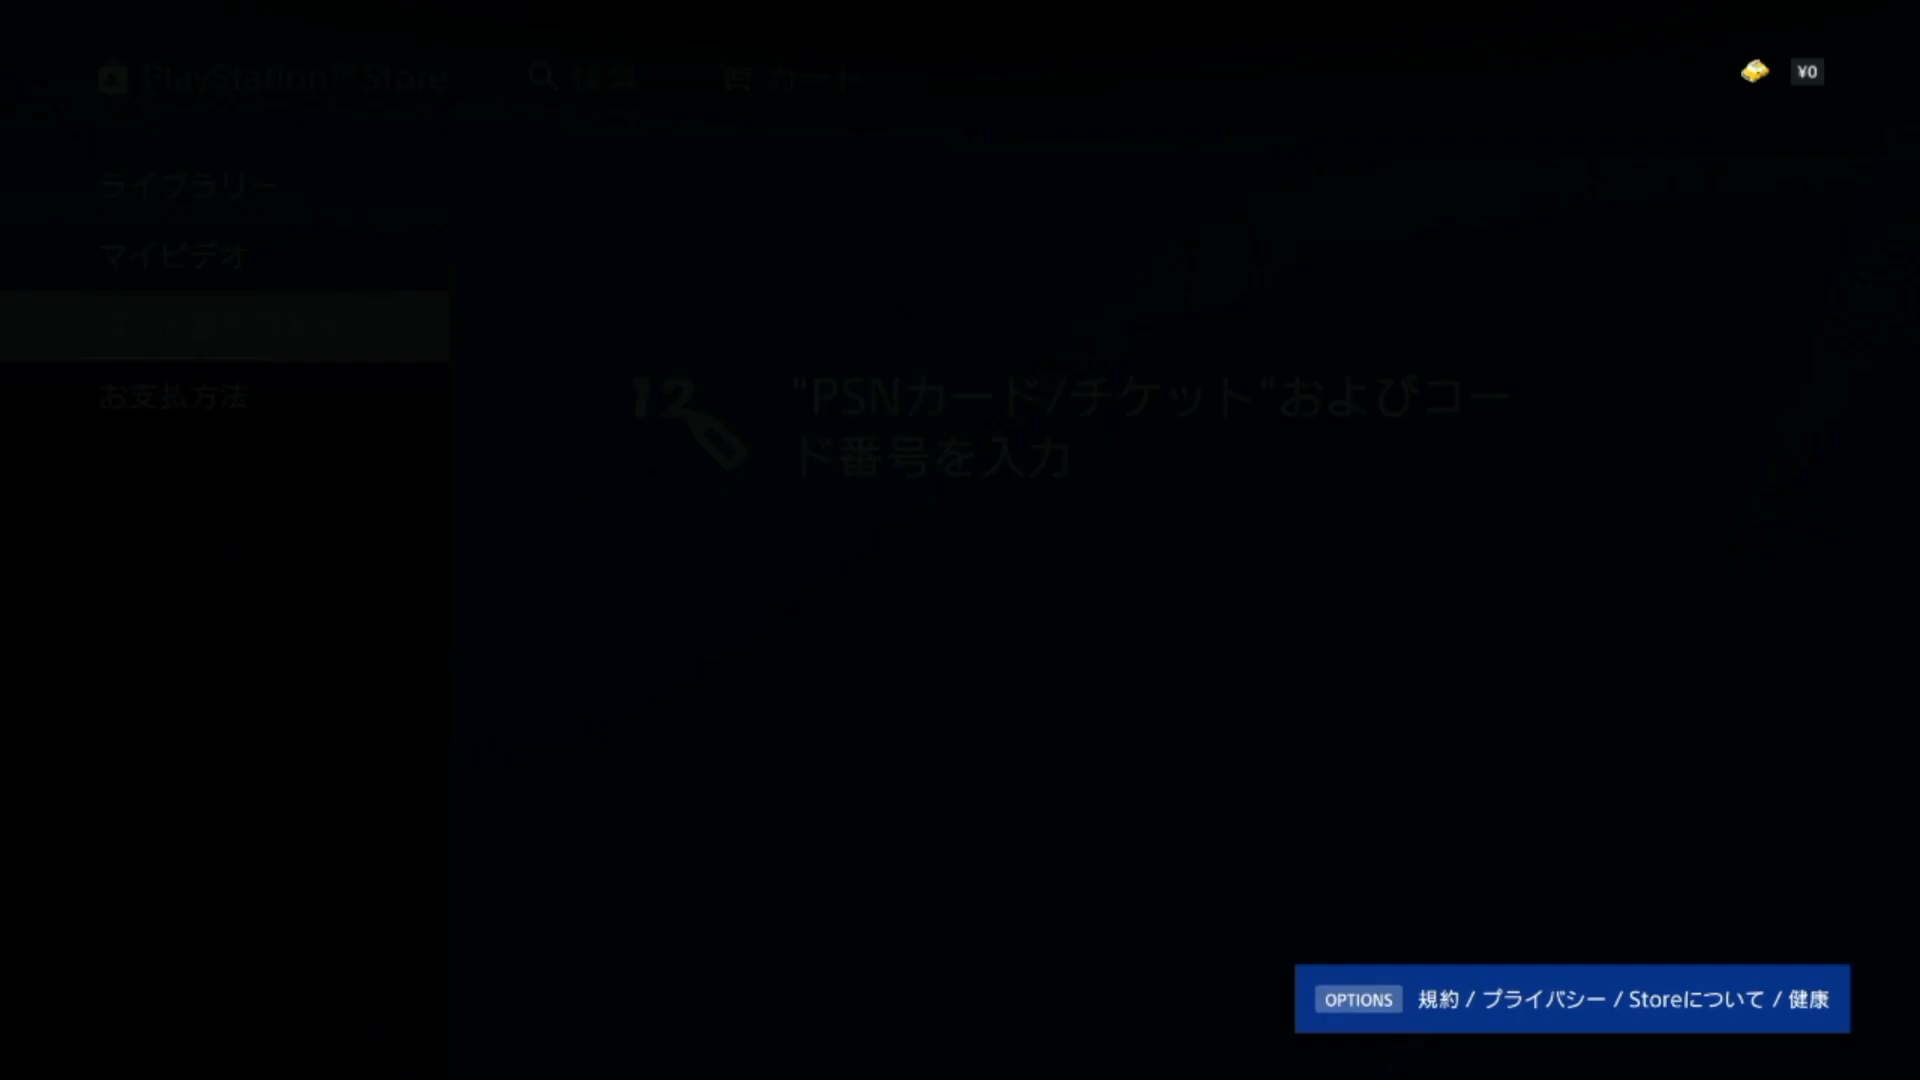 PlayStation™Store 検索 カート ¥0
ライブラリー
マイビデオ
お支払方法
12 "PSNカード/チケット"およびコー
ド番号を入力
OPTIONS 規約 / プライバシー / Storeについて / 健康